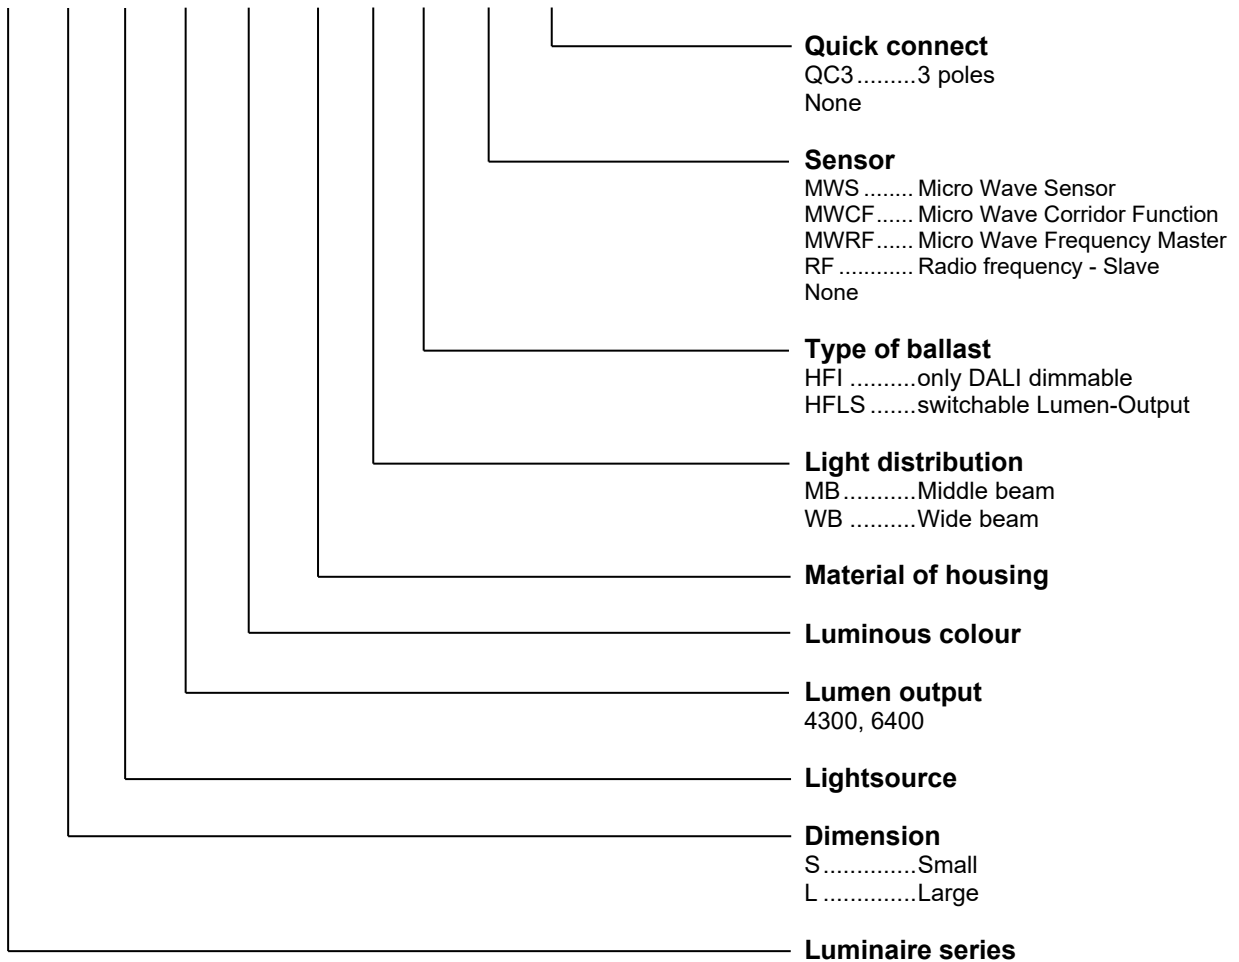 Quick connect
QC3.........3 poles
None
Sensor
MWS ........ Micro Wave Sensor
MWCF...... Micro Wave Corridor Function
MWRF...... Micro Wave Frequency Master
RF ............ Radio frequency - Slave
None
Type of ballast
HFI ..........only DALI dimmable
HFLS .......switchable Lumen-Output
Light distribution
MB...........Middle beam
WB ..........Wide beam
Material of housing
Luminous colour
Lumen output
4300, 6400
Lightsource
Dimension
S..............Small
L ..............Large
Luminaire series